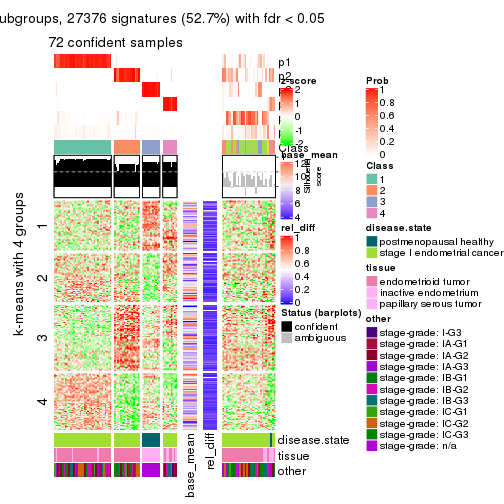 ubgroups, 27376 signatures (52.7%) with fdr < 0.05
72 confident samples
p1
p2
Class
z-score
2
1
0
-1
-2
base_mean
4
rel_diff
1
0.8
0.6
0.4
0.2
0
Status (barplots)
confident
ambiguous
Silhouette
score
k-means with 4 groups
1
2
3
4
disease.state
tissue
other
base_mean
rel_diff
Prob
1
0.8
0.6
0.4
0.2
0
Class
1
2
3
4
disease.state
postmenopausal healthy
stage I endometrial cancer
tissue
endometrioid tumor
inactive endometrium
papillary serous tumor
other
stage-grade: I-G3
stage-grade: IA-G1
stage-grade: IA-G2
stage-grade: IA-G3
stage-grade: IB-G1
stage-grade: IB-G2
stage-grade: IB-G3
stage-grade: IC-G1
stage-grade: IC-G2
stage-grade: IC-G3
stage-grade: n/a